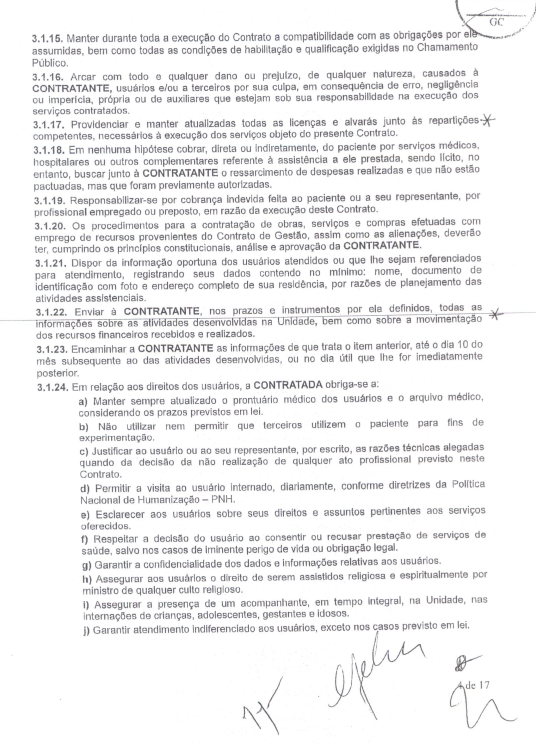 GC
3.1.15. Manter durante toda a execução do Contrato a compatibilidade com as obrigações por ele
assumidas, bem como todas as condições de habilitação e qualificação exigidas no Chamamento
Público.
3.1.16. Arcar com todo e qualquer dano ou prejuízo, de qualquer natureza, causados à
CONTRATANTE, usuários e/ou a terceiros por sua culpa, em consequência de erro, negligência
ou imperícia, própria ou de auxiliares que estejam sob sua responsabilidade na execução dos
serviços contratados.
3.1.17. Providenciar e manter atualizadas todas as licenças e alvarás junto às repartições
competentes, necessários à execução dos serviços objeto do presente Contrato.
3.1.18. Em nenhuma hipótese cobrar, direta ou indiretamente, do paciente por serviços médicos,
hospitalares ou outros complementares referente à assistência a ele prestada, sendo lícito, no
entanto, buscar junto à CONTRATANTE o ressarcimento de despesas realizadas e que não estão
pactuadas, mas que foram previamente autorizadas.
3.1.19. Responsabilizar-se por cobrança indevida feita ao paciente ou a seu representante, por
profissional empregado ou preposto, em razão da execução deste Contrato.
3.1.20. Os procedimentos para a contratação de obras, serviços e compras efetuadas com
emprego de recursos provenientes do Contrato de Gestão, assim como as alienações, deverão
ter, cumprindo os princípios constitucionais, análise e aprovação da CONTRATANTE.
3.1.21. Dispor da informação oportuna dos usuários atendidos ou que lhe sejam referenciados
para atendimento, registrando seus dados contendo no mínimo: nome, documento de
identificação com foto e endereço completo de sua residência, por razões de planejamento das
atividades assistenciais.
3.1.22. Enviar à CONTRATANTE, nos prazos e instrumentos por ela definidos, todas as
informações sobre as atividades desenvolvidas na Unidade, bem como sobre a movimentação
dos recursos financeiros recebidos e realizados.
3.1.23. Encaminhar a CONTRATANTE as informações de que trata o item anterior, até o dia 10 do
mês subsequente ao das atividades desenvolvidas, ou no dia útil que lhe for imediatamente
posterior.
3.1.24. Em relação aos direitos dos usuários, a CONTRATADA obriga-se a:
a) Manter sempre atualizado o prontuário médico dos usuários e o arquivo médico,
considerando os prazos previstos em lei.
b) Não utilizar nem permitir que terceiros utilizem o paciente para fins de
experimentação.
c) Justificar ao usuário ou ao seu representante, por escrito, as razões técnicas alegadas
quando da decisão da não realização de qualquer ato profissional previsto neste
Contrato.
d) Permitir a visita ao usuário internado, diariamente, conforme diretrizes da Política
Nacional de Humanização – PNH.
e) Esclarecer aos usuários sobre seus direitos e assuntos pertinentes aos serviços
oferecidos.
f) Respeitar a decisão do usuário ao consentir ou recusar prestação de serviços de
saúde, salvo nos casos de iminente perigo de vida ou obrigação legal.
g) Garantir a confidencialidade dos dados e informações relativas aos usuários.
h) Assegurar aos usuários o direito de serem assistidos religiosa e espiritualmente por
ministro de qualquer culto religioso.
i) Assegurar a presença de um acompanhante, em tempo integral, na Unidade, nas
internações de crianças, adolescentes, gestantes e idosos.
j) Garantir atendimento indiferenciado aos usuários, exceto nos casos previsto em lei.
4 de 17